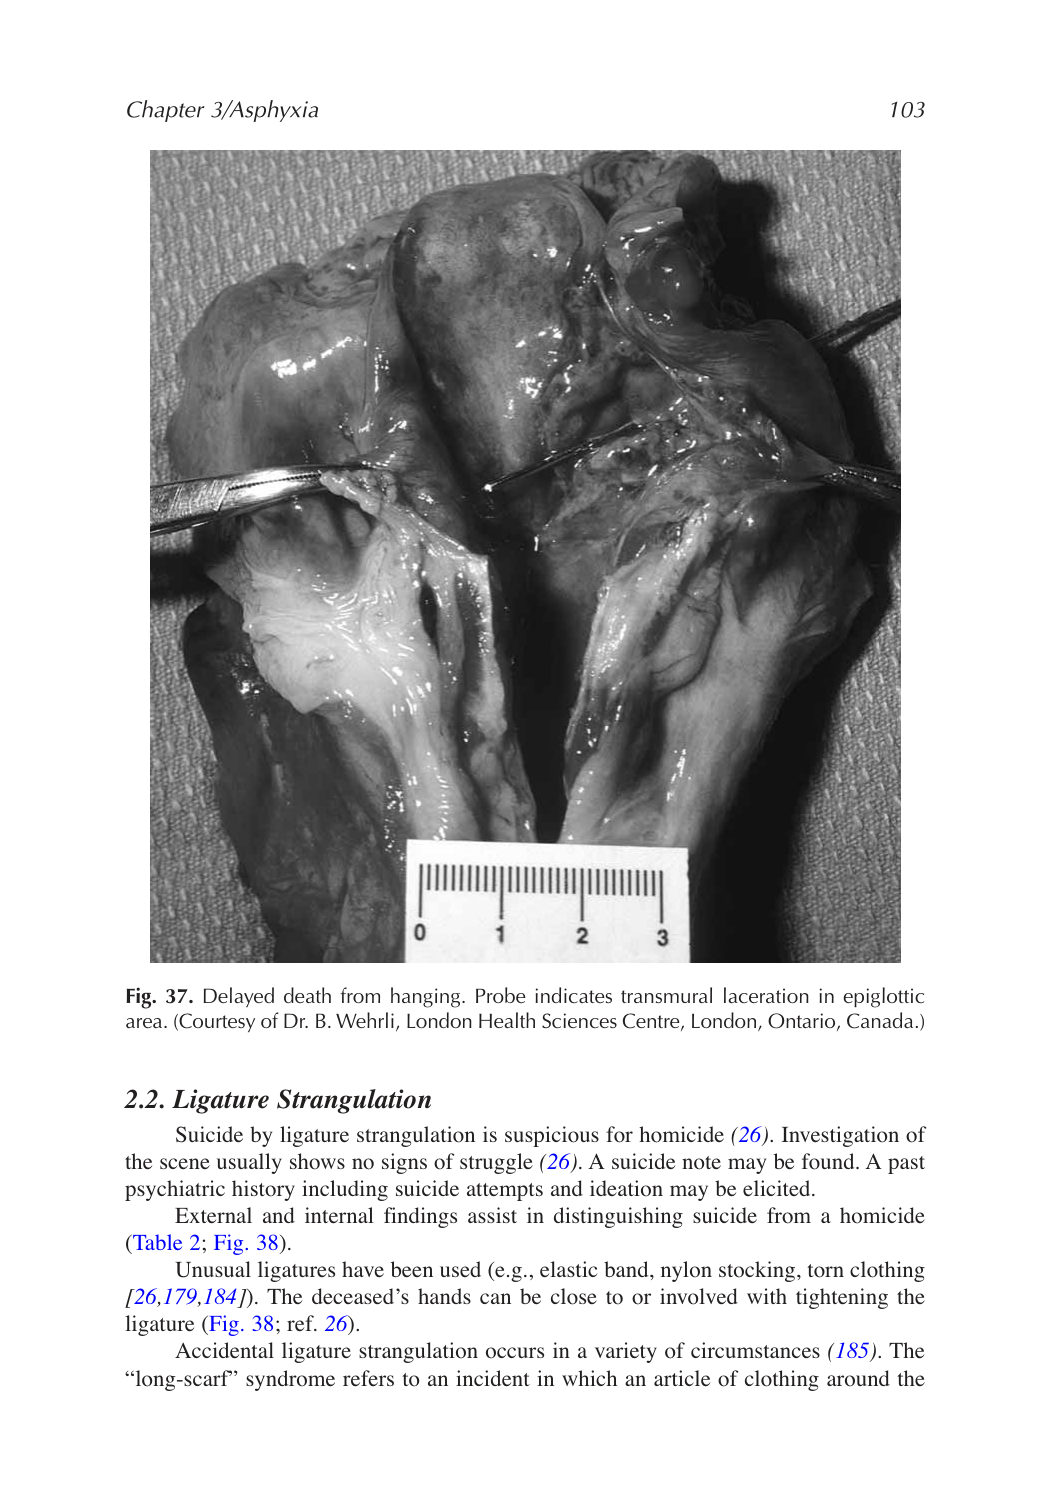 Chapter 3/Asphyxia 103
0 1 2 3
Fig. 37. Delayed death from hanging. Probe indicates transmural laceration in epiglottic
area. (Courtesy of Dr. B. Wehrli, London Health Sciences Centre, London, Ontario, Canada.)
2.2. Ligature Strangulation
Suicide by ligature strangulation is suspicious for homicide (26). Investigation of
the scene usually shows no signs of struggle (26). A suicide note may be found. A past
psychiatric history including suicide attempts and ideation may be elicited.
External and internal findings assist in distinguishing suicide from a homicide
(Table 2; Fig. 38).
Unusual ligatures have been used (e.g., elastic band, nylon stocking, torn clothing
[26,179,184]). The deceased’s hands can be close to or involved with tightening the
ligature (Fig. 38; ref. 26).
Accidental ligature strangulation occurs in a variety of circumstances (185). The
“long-scarf” syndrome refers to an incident in which an article of clothing around the